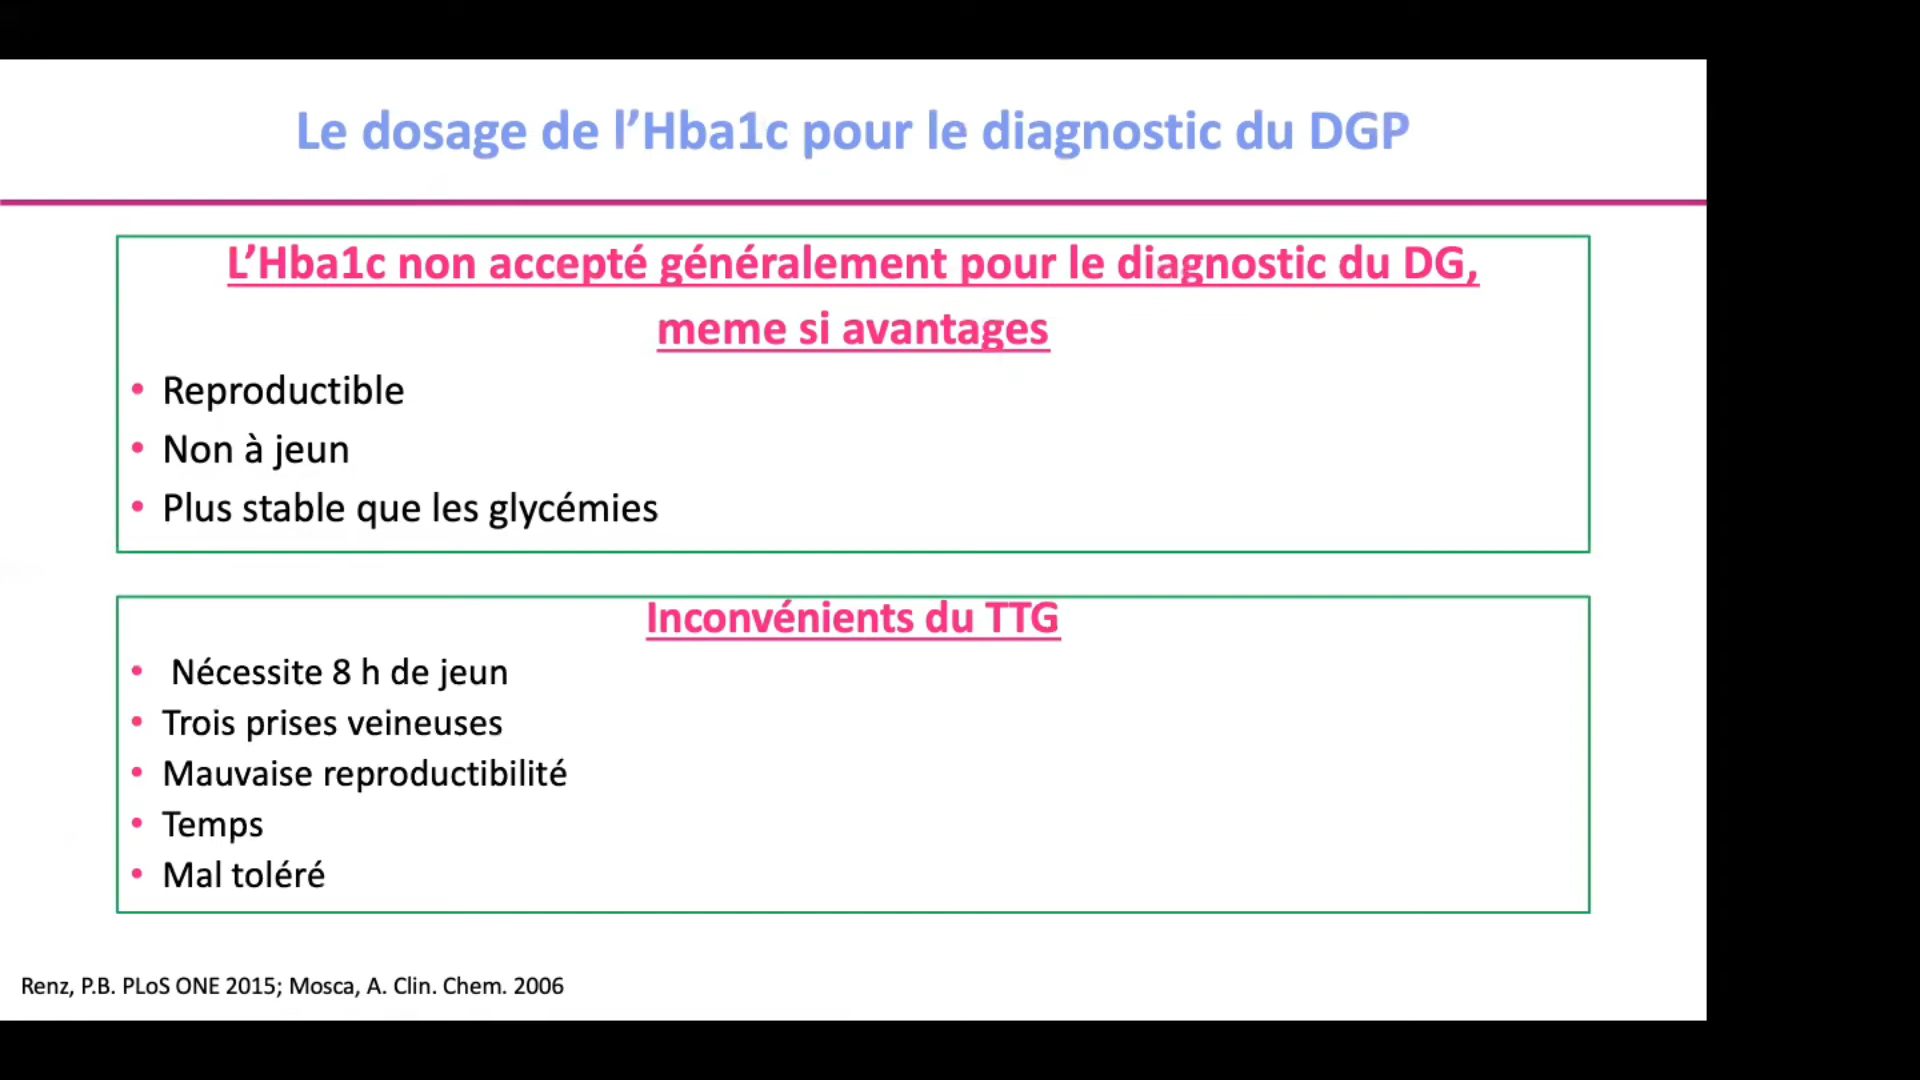 Le dosage de l’Hba1c pour le diagnostic du DGP
L’Hba1c non accepté généralement pour le diagnostic du DG,
meme si avantages
• Reproductible
• Non à jeun
• Plus stable que les glycémies
Inconvénients du TTG
• Nécessite 8 h de jeun
• Trois prises veineuses
• Mauvaise reproductibilité
• Temps
• Mal toléré
Renz, P.B. PLoS ONE 2015; Mosca, A. Clin. Chem. 2006